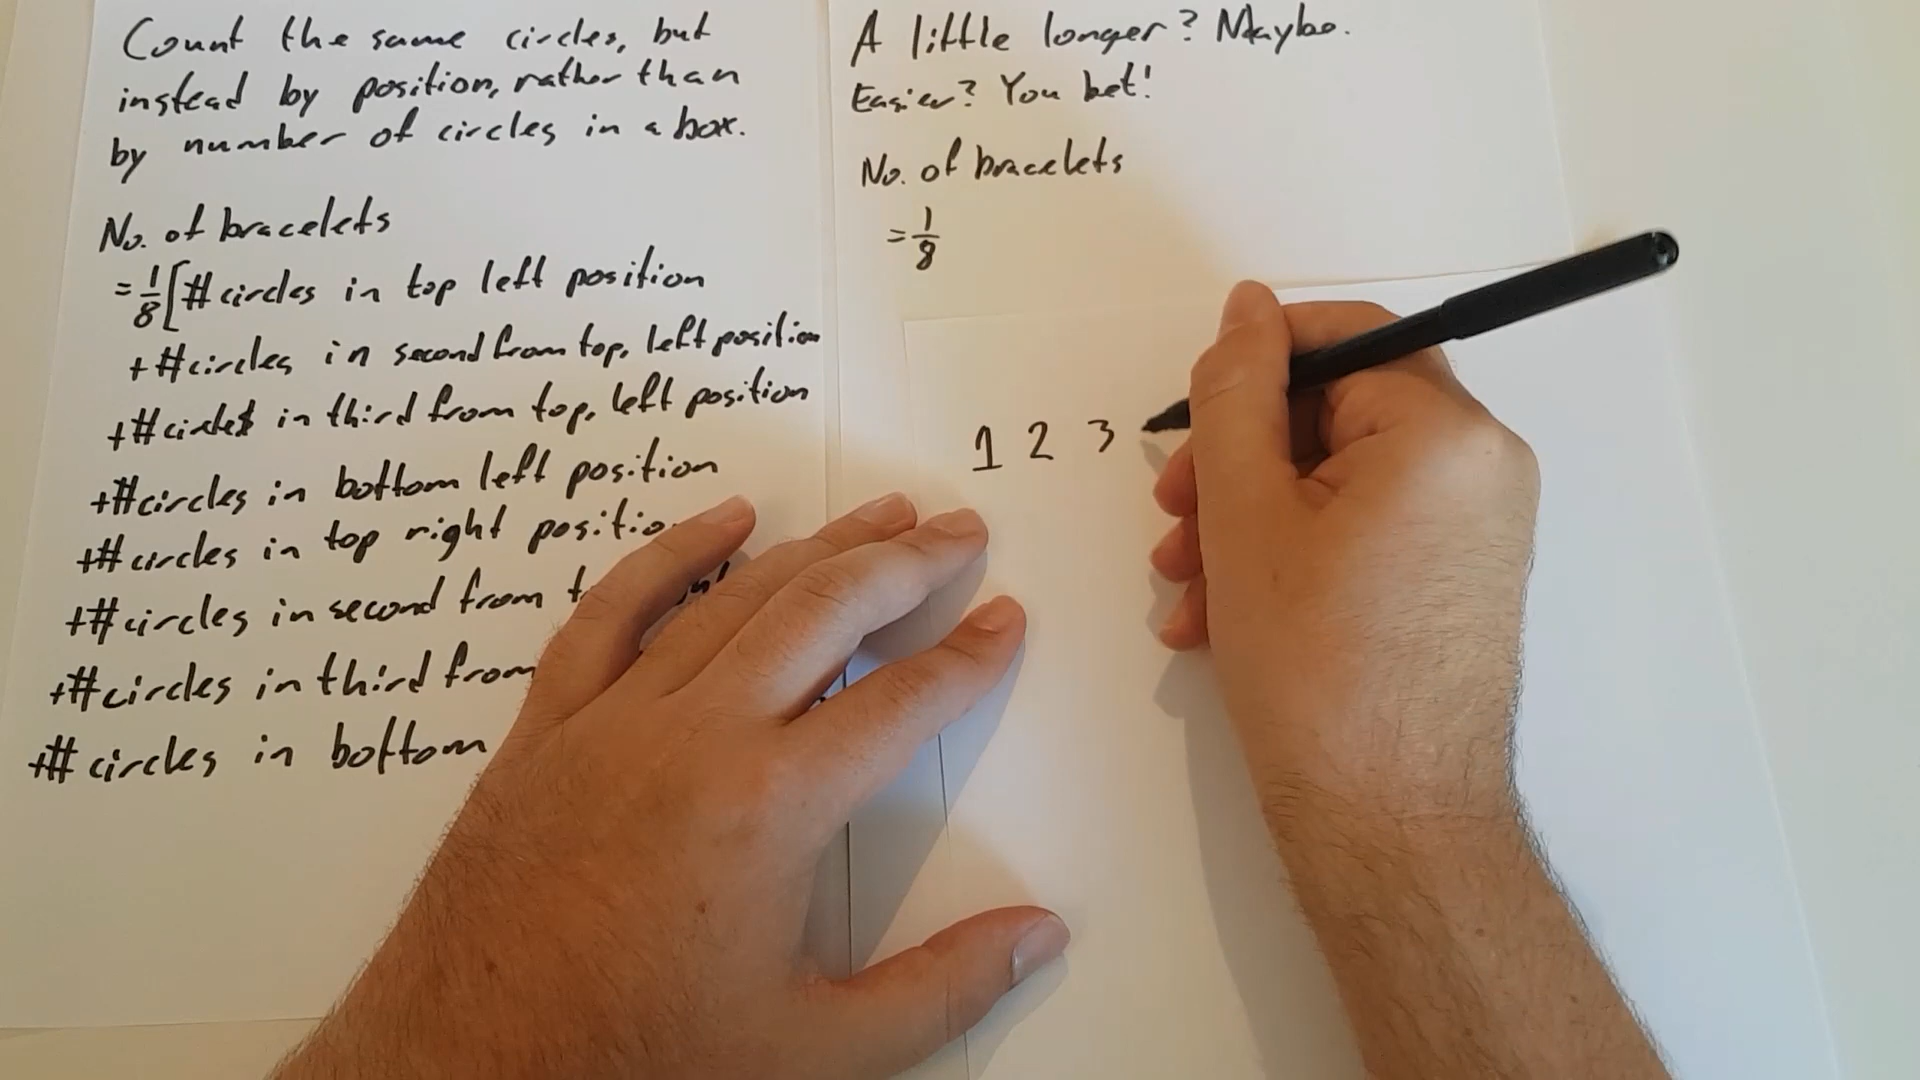 Count the same circles, but
instead by position, rather than
by number of circles in a box.
No. of bracelets
= 1/8 [# circles in top left position
+ # circles in second from top, left position
+ # circles in third from top, left position
+ # circles in bottom left position
+ # circles in top right position
+ # circles in second from
+ # circles in third from
+ # circles in bottom
A little longer? Maybe.
Easier? You bet!
No. of bracelets
= 1/8
1 2 3